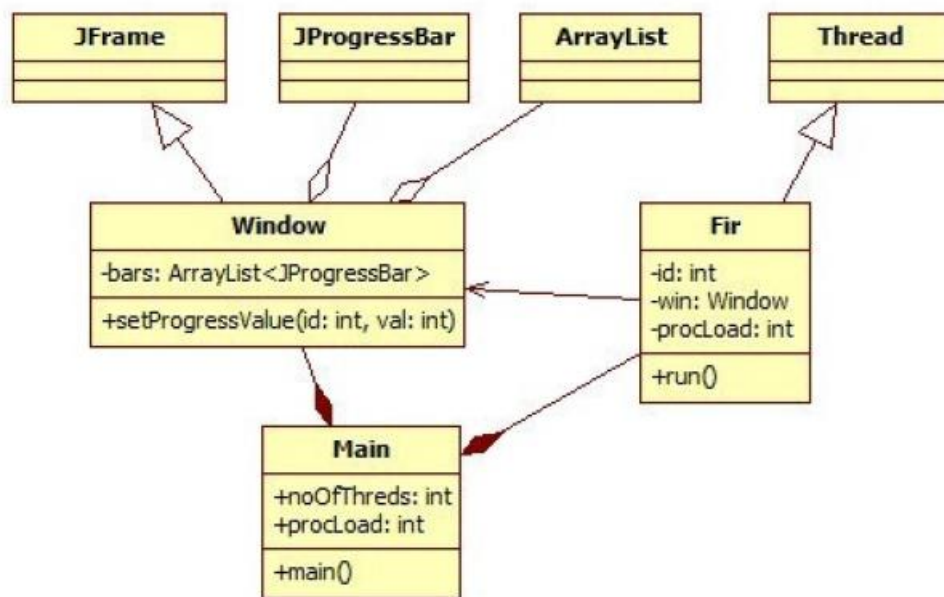 JFrame
JProgressBar
ArrayList
Thread
Window
-bars: ArrayList<JProgressBar>
+setProgressValue(id: int, val: int)
Fir
-id: int
-win: Window
-procLoad: int
+run()
Main
+noOfThreds: int
+procLoad: int
+main()